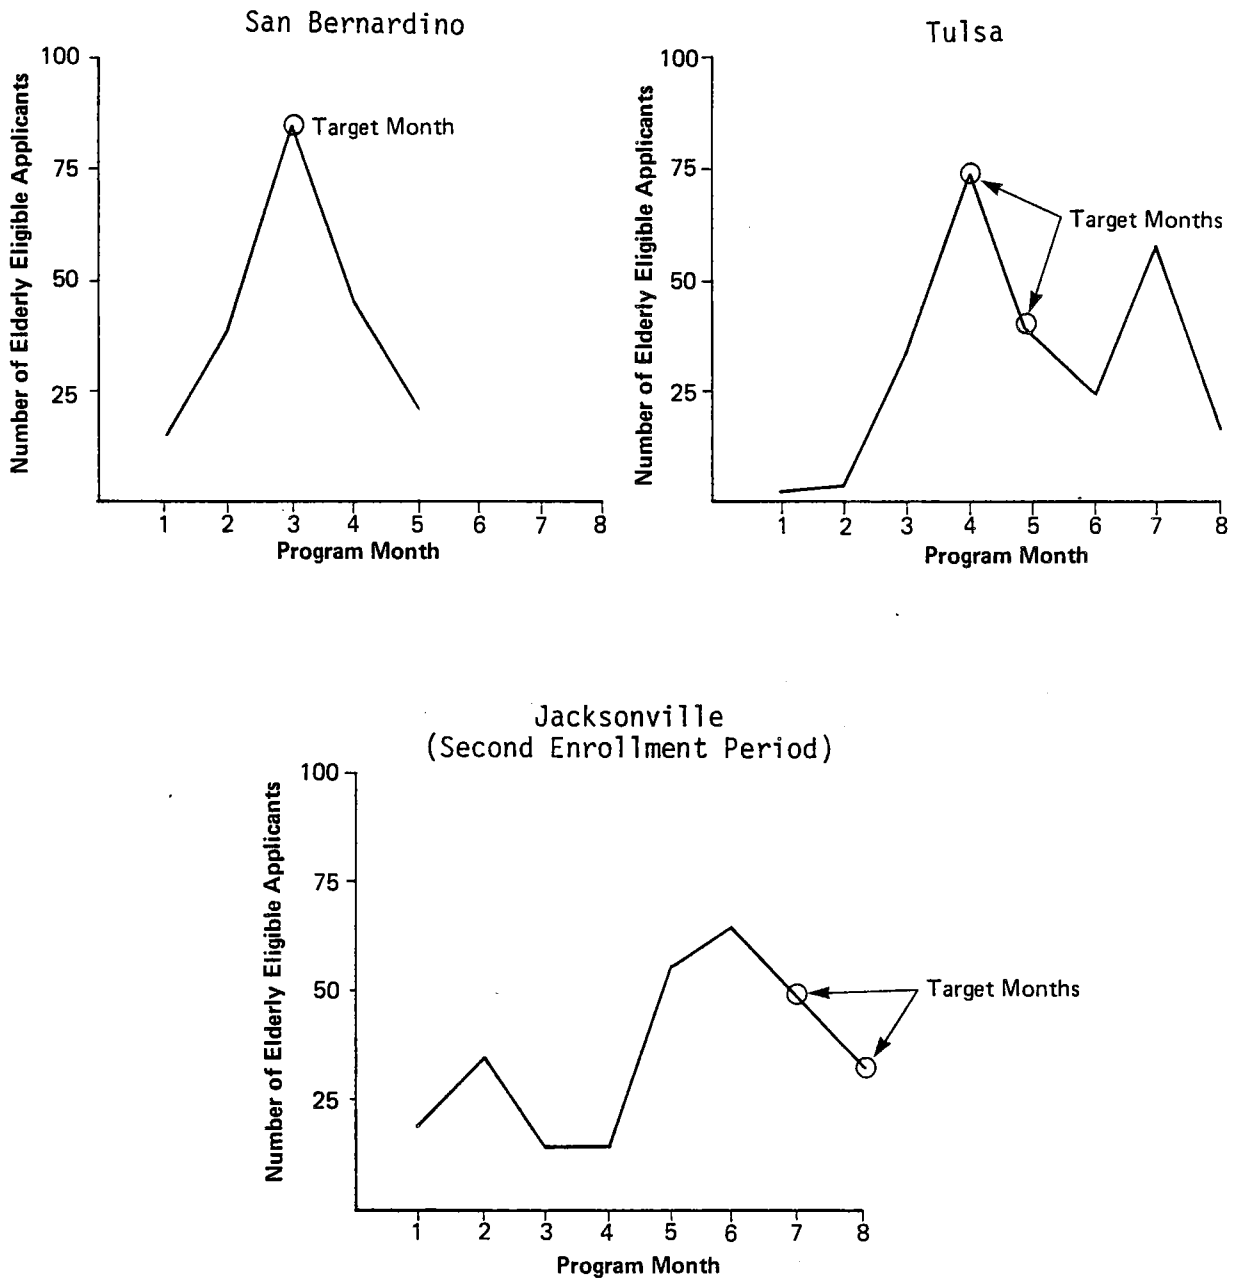 San Bernardino
Number of Elderly Eligible Applicants
100
75
50
25
Target Month
1 2 3 4 5 6 7 8
Program Month
Tulsa
Number of Elderly Eligible Applicants
100
75
50
25
Target Months
1 2 3 4 5 6 7 8
Program Month
Jacksonville
(Second Enrollment Period)
Number of Elderly Eligible Applicants
100
75
50
25
Target Months
1 2 3 4 5 6 7 8
Program Month